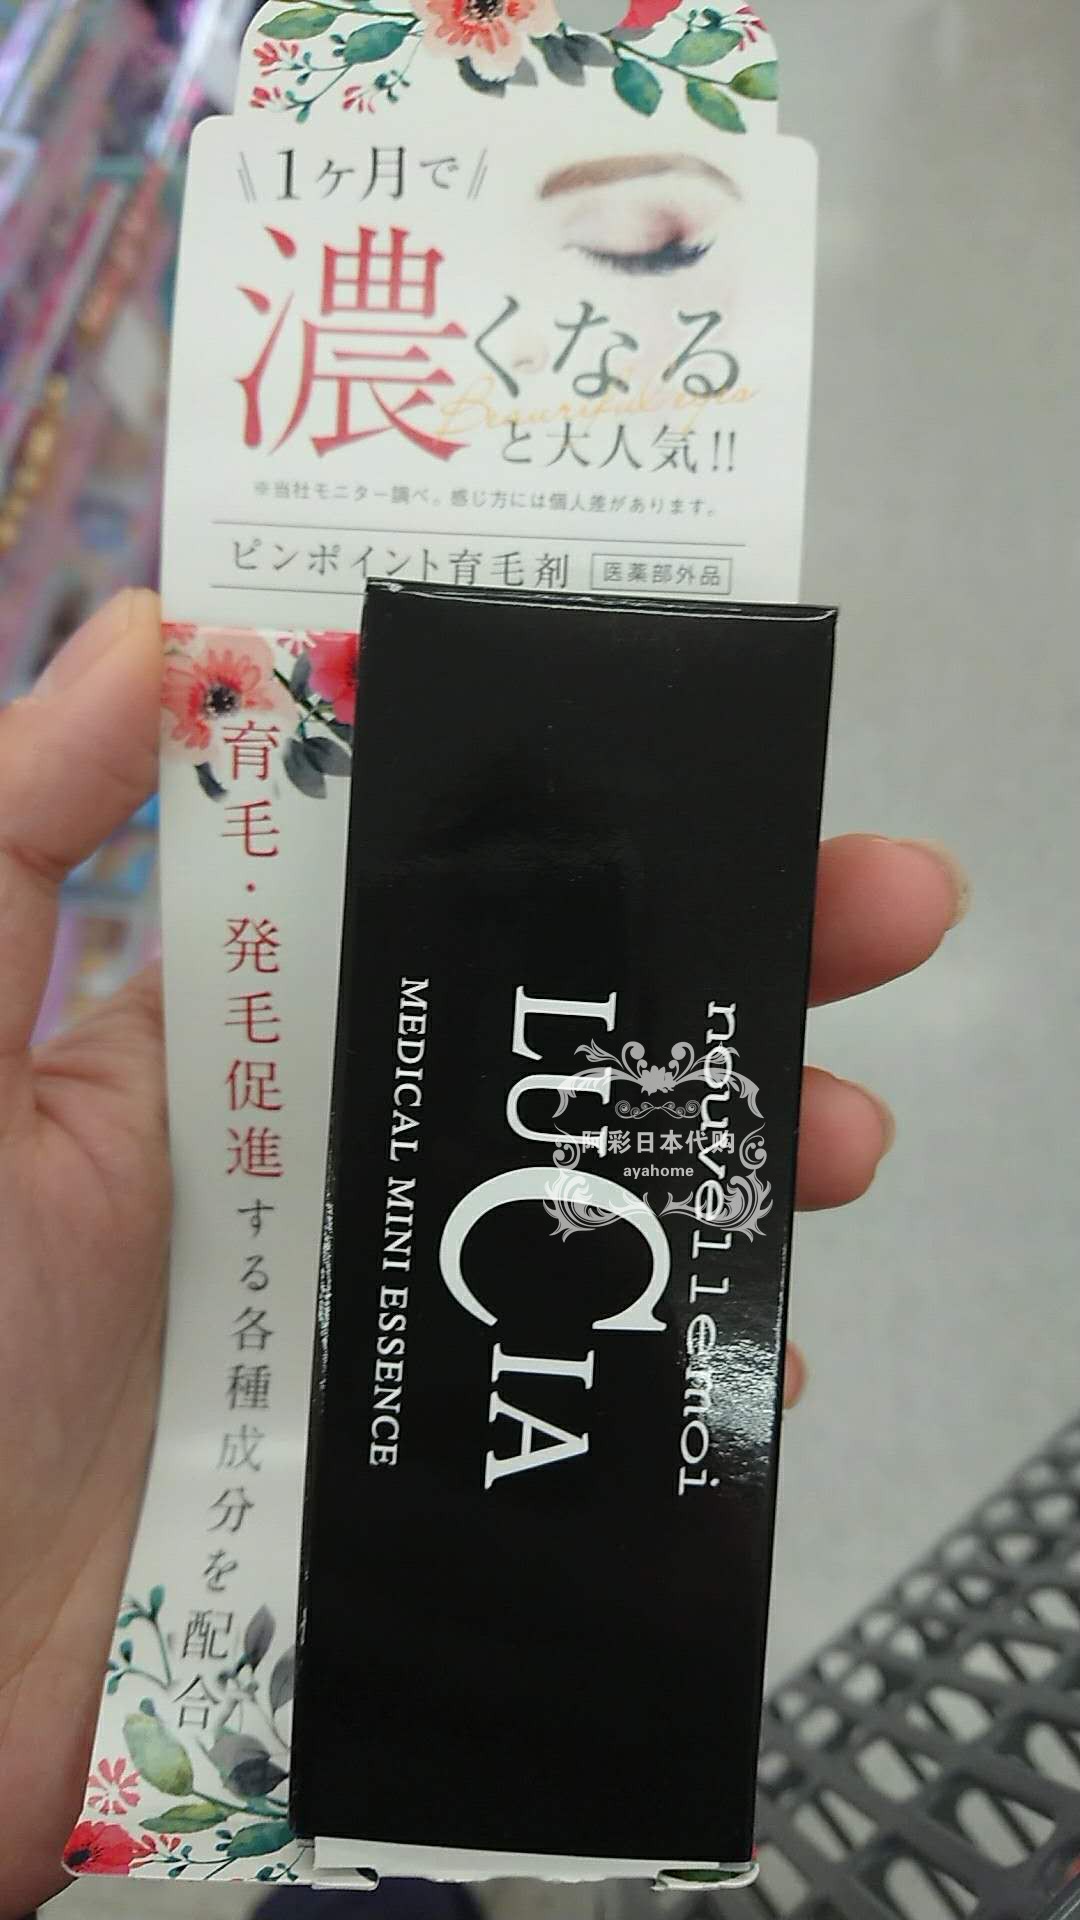 1ヶ月で
濃くなる
Beautiful eyes
と大人気!!
※当社モニター調べ。感じ方には個人差があります。
ピンポイント育毛剤 医薬部外品
育毛・発毛促進する各種成分を配合
nouvel lemoi
LUCIA
MEDICAL MINI ESSENCE
阿彩日本代购
ayahome